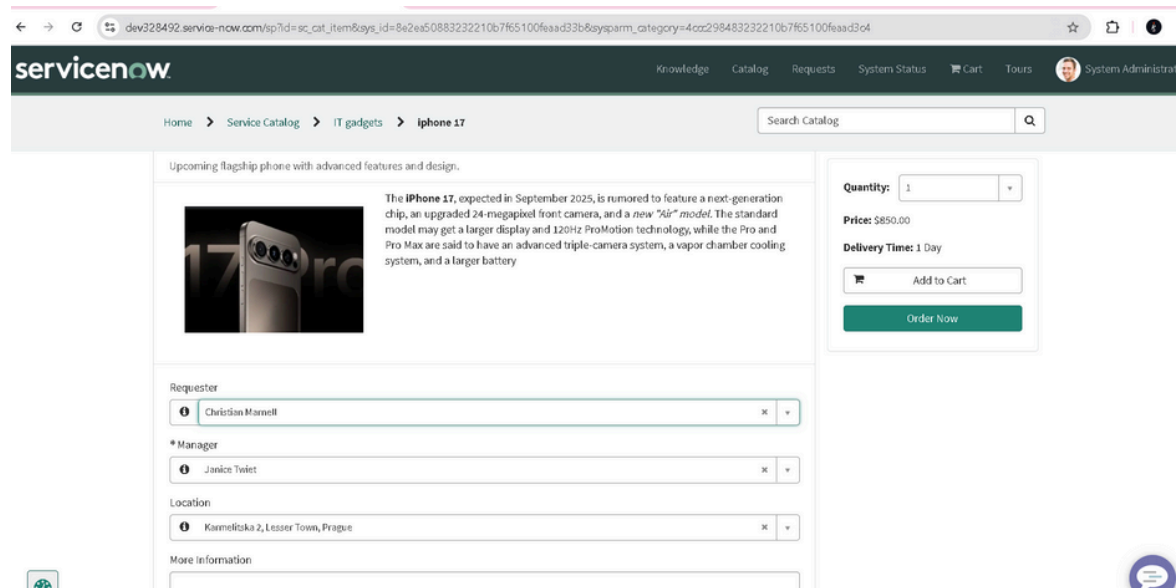 dev328492.service-now.com/sp?id=sc_cat_item&sys_id=8e2ea50883232210b7f65100feaad33b&sysparm_category=4ccc298483232210b7f65100feaad3c4
servicenow
Knowledge Catalog Requests System Status Cart Tours System Administrat
Home > Service Catalog > IT gadgets > iphone 17
Search Catalog
Upcoming flagship phone with advanced features and design.
17 Pro
The iPhone 17, expected in September 2025, is rumored to feature a next-generation
chip, an upgraded 24-megapixel front camera, and a new "Air" model. The standard
model may get a larger display and 120Hz ProMotion technology, while the Pro and
Pro Max are said to have an advanced triple-camera system, a vapor chamber cooling
system, and a larger battery
Quantity: 1
Price: $850.00
Delivery Time: 1 Day
Add to Cart
Order Now
Requester
Christian Marnell
* Manager
Janice Twiet
Location
Karmelitska 2, Lesser Town, Prague
More Information